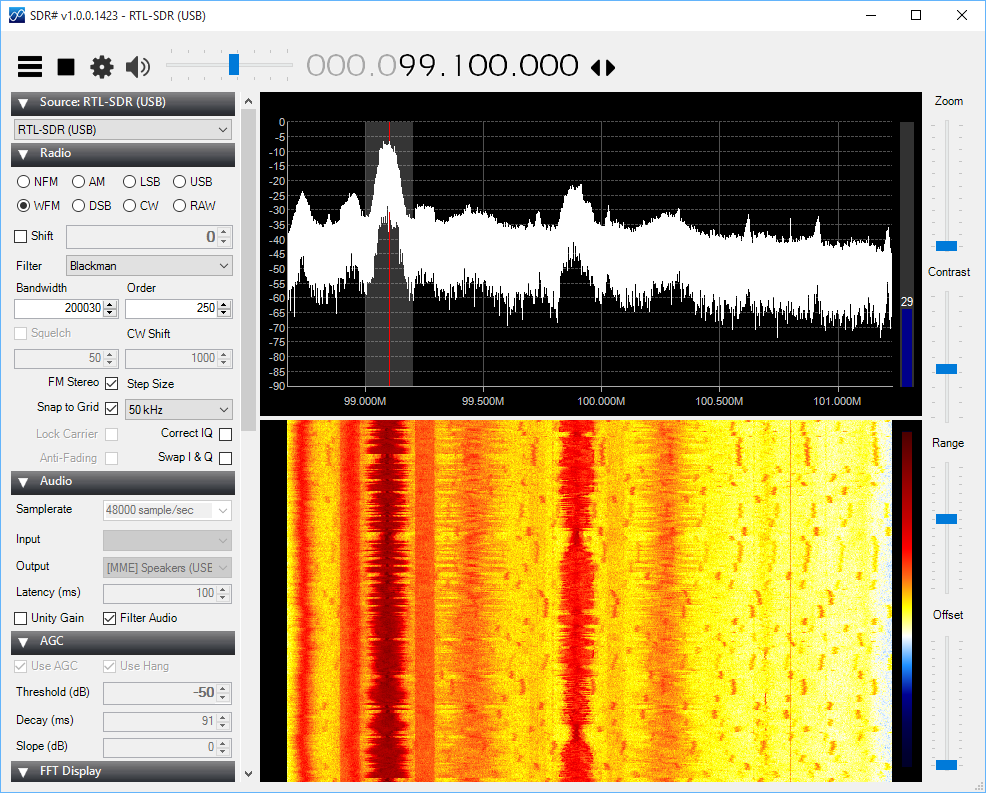 SDR# v1.0.0.1423 - RTL-SDR (USB)
000.099.100.000
Source: RTL-SDR (USB)
RTL-SDR (USB)
Radio
NFM AM LSB USB
WFM DSB CW RAW
Shift 0
Filter Blackman
Bandwidth Order
200030 250
Squelch CW Shift
50 1000
FM Stereo Step Size
Snap to Grid 50 kHz
Lock Carrier Correct IQ
Anti-Fading Swap I & Q
Audio
Samplerate 48000 sample/sec
Input
Output [MME] Speakers (USE
Latency (ms) 100
Unity Gain Filter Audio
AGC
Use AGC Use Hang
Threshold (dB) -50
Decay (ms) 91
Slope (dB) 0
FFT Display
0
-5
-10
-15
-20
-25
-30
-35
-40
-45
-50
-55
-60
-65
-70
-75
-80
-85
-90
99.000M 99.500M 100.000M 100.500M 101.000M
29
Zoom
Contrast
Range
Offset